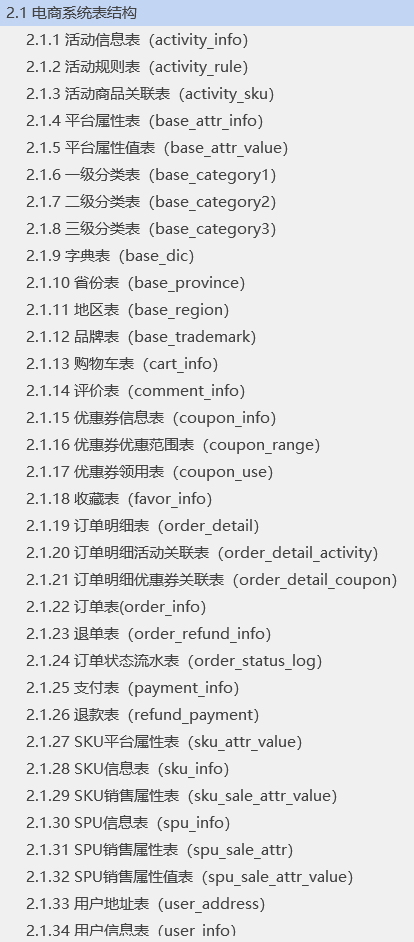 2.1 电商系统表结构
2.1.1 活动信息表（activity_info）
2.1.2 活动规则表（activity_rule）
2.1.3 活动商品关联表（activity_sku）
2.1.4 平台属性表（base_attr_info）
2.1.5 平台属性值表（base_attr_value）
2.1.6 一级分类表（base_category1）
2.1.7 二级分类表（base_category2）
2.1.8 三级分类表（base_category3）
2.1.9 字典表（base_dic）
2.1.10 省份表（base_province）
2.1.11 地区表（base_region）
2.1.12 品牌表（base_trademark）
2.1.13 购物车表（cart_info）
2.1.14 评价表（comment_info）
2.1.15 优惠券信息表（coupon_info）
2.1.16 优惠券优惠范围表（coupon_range）
2.1.17 优惠券领用表（coupon_use）
2.1.18 收藏表（favor_info）
2.1.19 订单明细表（order_detail）
2.1.20 订单明细活动关联表（order_detail_activity）
2.1.21 订单明细优惠券关联表（order_detail_coupon）
2.1.22 订单表(order_info）
2.1.23 退单表（order_refund_info）
2.1.24 订单状态流水表（order_status_log）
2.1.25 支付表（payment_info）
2.1.26 退款表（refund_payment）
2.1.27 SKU平台属性表（sku_attr_value）
2.1.28 SKU信息表（sku_info）
2.1.29 SKU销售属性表（sku_sale_attr_value）
2.1.30 SPU信息表（spu_info）
2.1.31 SPU销售属性表（spu_sale_attr）
2.1.32 SPU销售属性值表（spu_sale_attr_value）
2.1.33 用户地址表（user_address）
2.1.34 用户信息表（user_info）